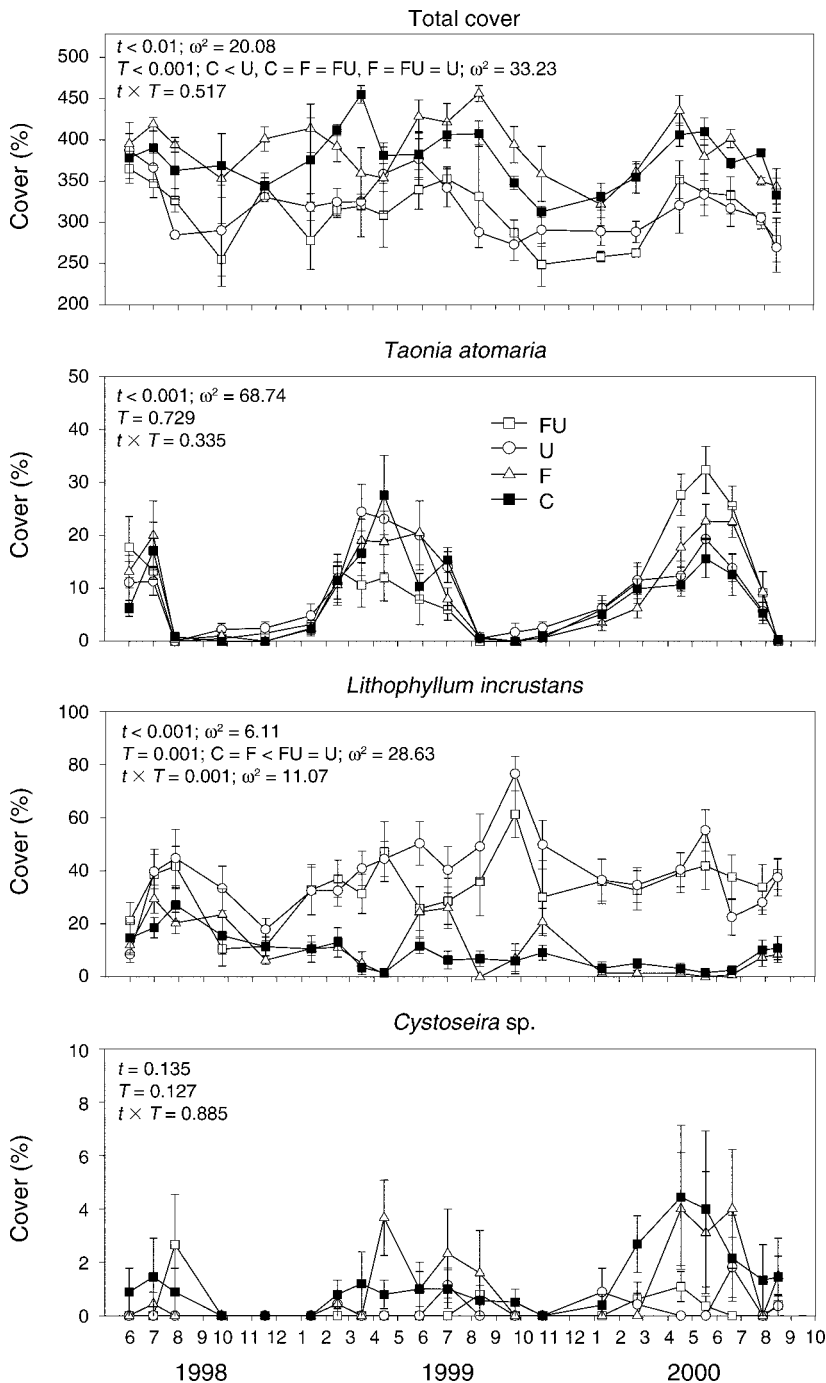 Total cover
t < 0.01; ω² = 20.08
T < 0.001; C < U, C = F = FU, F = FU = U; ω² = 33.23
t × T = 0.517
Cover (%)
500
450
400
350
300
250
200
Taonia atomaria
t < 0.001; ω² = 68.74
T = 0.729
t × T = 0.335
FU
U
F
C
Cover (%)
50
40
30
20
10
0
Lithophyllum incrustans
t < 0.001; ω² = 6.11
T = 0.001; C = F < FU = U; ω² = 28.63
t × T = 0.001; ω² = 11.07
Cover (%)
100
80
60
40
20
0
Cystoseira sp.
t = 0.135
T = 0.127
t × T = 0.885
Cover (%)
10
8
6
4
2
0
6 7 8 9 10 11 12 1 2 3 4 5 6 7 8 9 10 11 12 1 2 3 4 5 6 7 8 9 10
1998 1999 2000